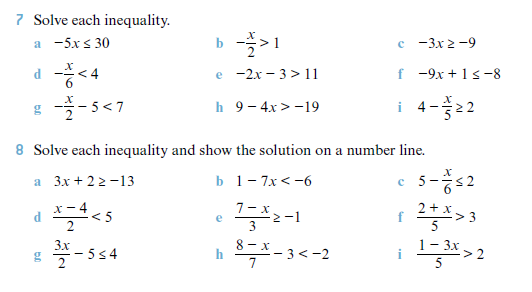 7 Solve each inequality.
a −5x ≤ 30 b −x/2 > 1 c −3x ≥ −9
d −x/6 < 4 e −2x − 3 > 11 f −9x + 1 ≤ −8
g −x/2 − 5 < 7 h 9 − 4x > −19 i 4 − x/5 ≥ 2
8 Solve each inequality and show the solution on a number line.
a 3x + 2 ≥ −13 b 1 − 7x < −6 c 5 − x/6 ≤ 2
d (x − 4)/2 < 5 e (7 − x)/3 ≥ −1 f (2 + x)/5 > 3
g 3x/2 − 5 ≤ 4 h (8 − x)/7 − 3 < −2 i (1 − 3x)/5 > 2